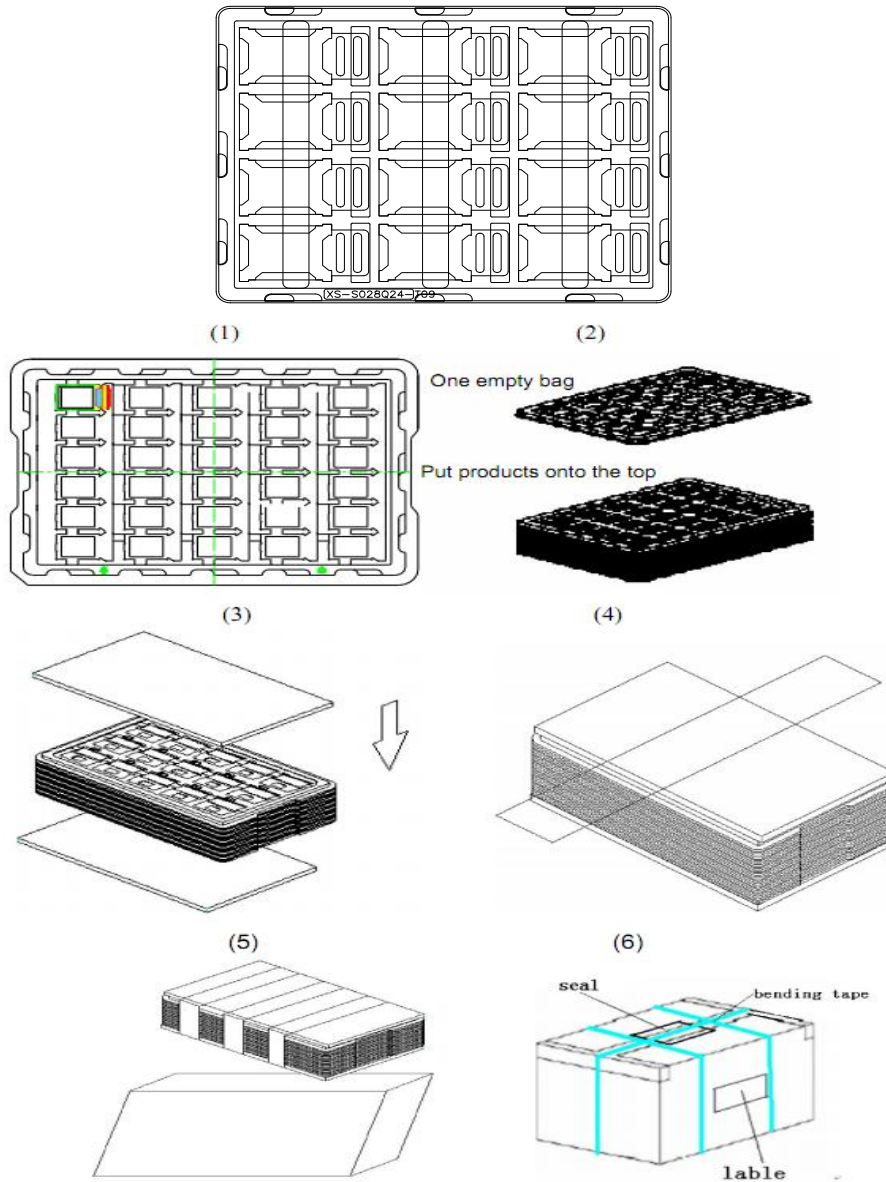 XS-S028Q24-T09
(1)
(2)
One empty bag
Put products onto the top
(3)
(4)
(5)
(6)
seal
bending tape
lable